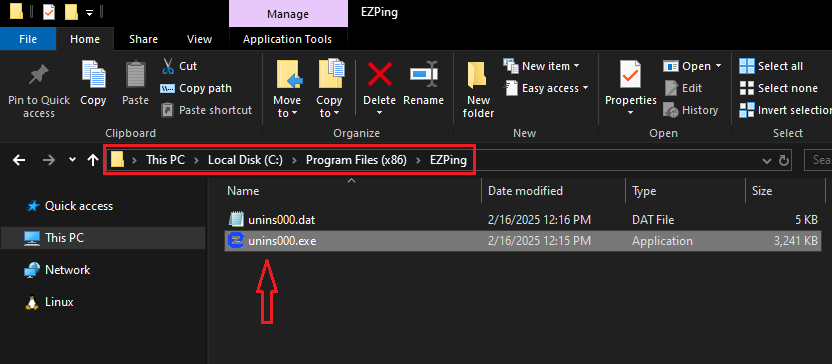 Manage EZPing
File Home Share View Application Tools
Pin to Quick access
Copy
Paste
Cut
Copy path
Paste shortcut
Clipboard
Move to
Copy to
Delete
Rename
Organize
New folder
New item
Easy access
New
Properties
Open
Edit
History
Open
Select all
Select none
Invert selection
Select
This PC Local Disk (C:) Program Files (x86) EZPing
Sea
Quick access
This PC
Network
Linux
Name Date modified Type Size
unins000.dat 2/16/2025 12:16 PM DAT File 5 KB
unins000.exe 2/16/2025 12:15 PM Application 3,241 KB